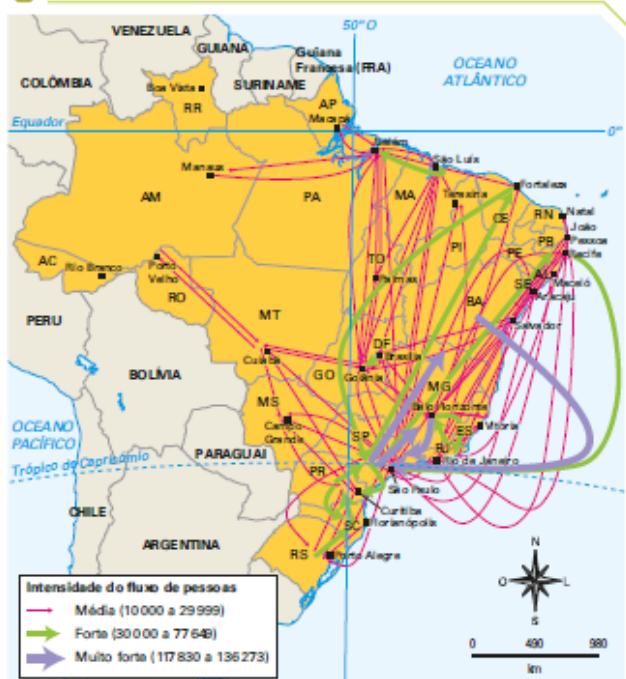 50° O
VENEZUELA
GUIANA
Guiana
Francesa (FRA)
OCEANO
ATLÂNTICO
COLÔMBIA
SURINAME
Boa Vista
RR
AP
Macapá
Equador
0°
Belém
São Luís
Manaus
Fortaleza
Teresina
AM
PA
MA
CE
RN
Natal
João
Pessoa
PB
PI
PE
Recife
AC
TO
AL
Maceió
Rio Branco
Porto
Velho
Palmas
SE
Aracaju
RO
BA
PERU
MT
Salvador
DF
Brasília
BOLÍVIA
Cuiabá
GO
Goiânia
MG
MS
Belo Horizonte
OCEANO
PACÍFICO
Campo
Grande
SP
ES
Vitória
PARAGUAI
RJ
Rio de Janeiro
Trópico de Capricórnio
PR
São Paulo
Curitiba
CHILE
SC
Florianópolis
ARGENTINA
RS
Porto Alegre
N
O
L
S
Intensidade do fluxo de pessoas
Média (10 000 a 29 999)
Forte (30 000 a 77 649)
Muito forte (117 830 a 136 273)
0 490 980
km